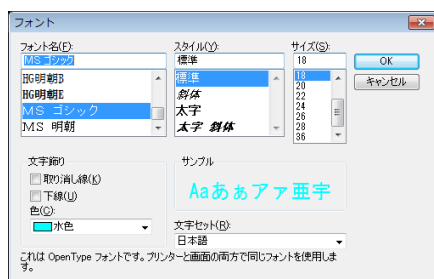 フォント
フォント名(F):
MS ゴシック
HG明朝B
HG明朝E
MS ゴシック
MS 明朝
スタイル(Y):
標準
標準
斜体
太字
太字 斜体
サイズ(S):
18
18
20
22
24
26
28
36
OK
キャンセル
文字飾り
取り消し線(K)
下線(U)
色(C):
水色
サンプル
Aaあぁアァ亜宇
文字セット(R):
日本語
これは OpenType フォントです。プリンターと画面の両方で同じフォントを使用しま
す。